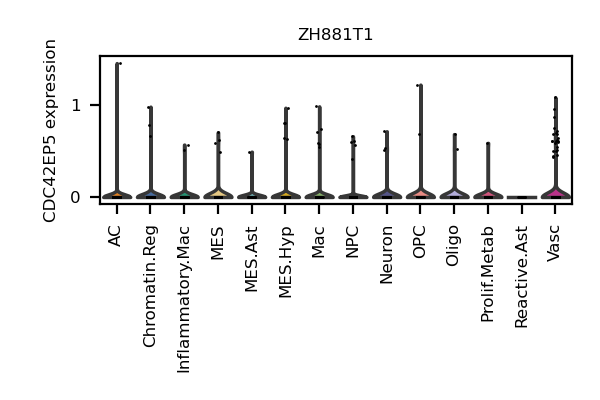 ZH881T1
CDC42EP5 expression
1
0
AC
Chromatin.Reg
Inflammatory.Mac
MES
MES.Ast
MES.Hyp
Mac
NPC
Neuron
OPC
Oligo
Prolif.Metab
Reactive.Ast
Vasc